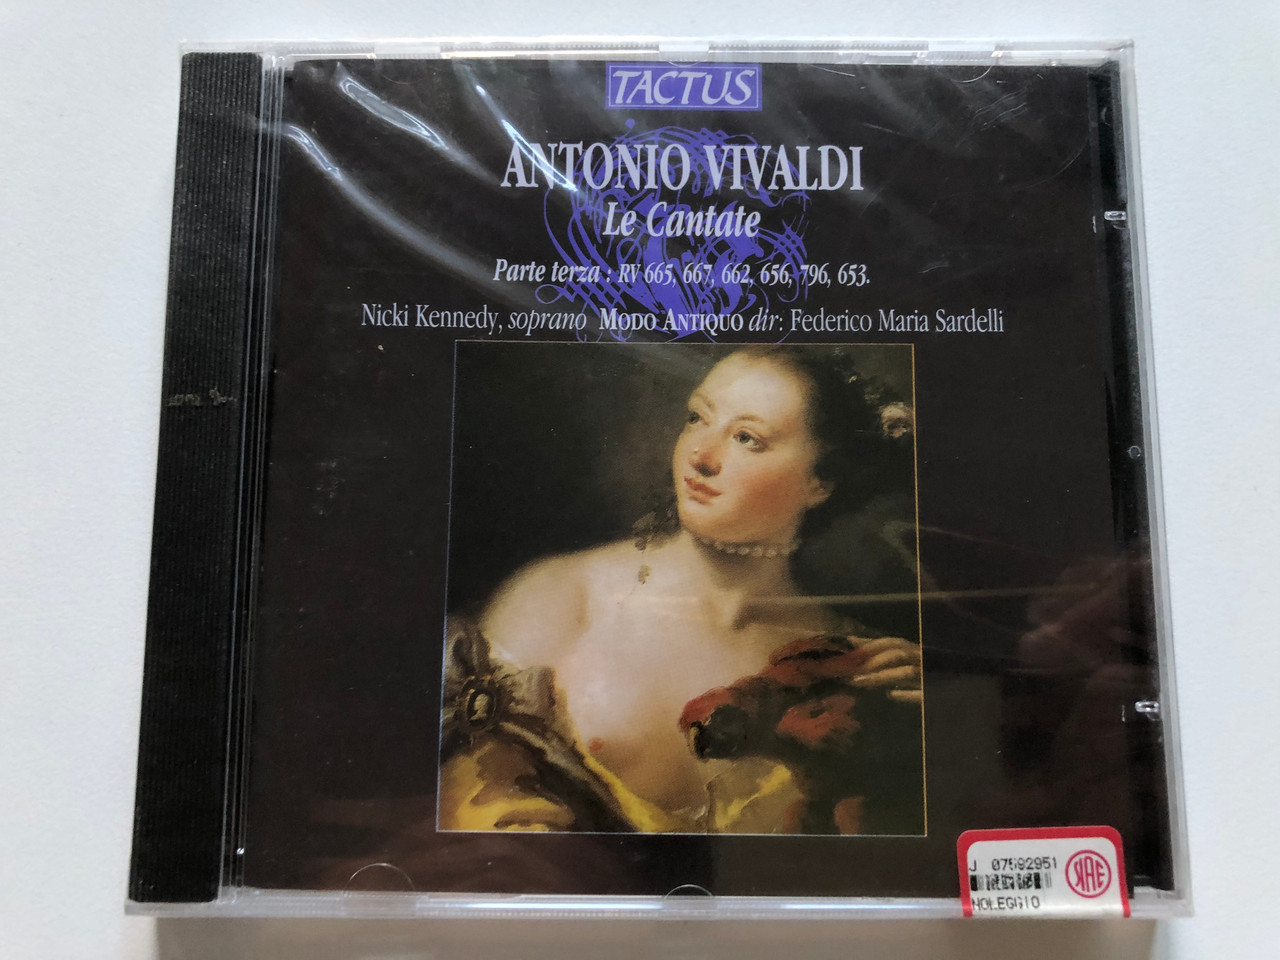 TACTUS
ANTONIO VIVALDI
Le Cantate
Parte terza : RV 665, 667, 662, 656, 796, 653.
Nicki Kennedy, soprano MODO ANTIQUO dir: Federico Maria Sardelli
J 07592951
NOLEGGIO